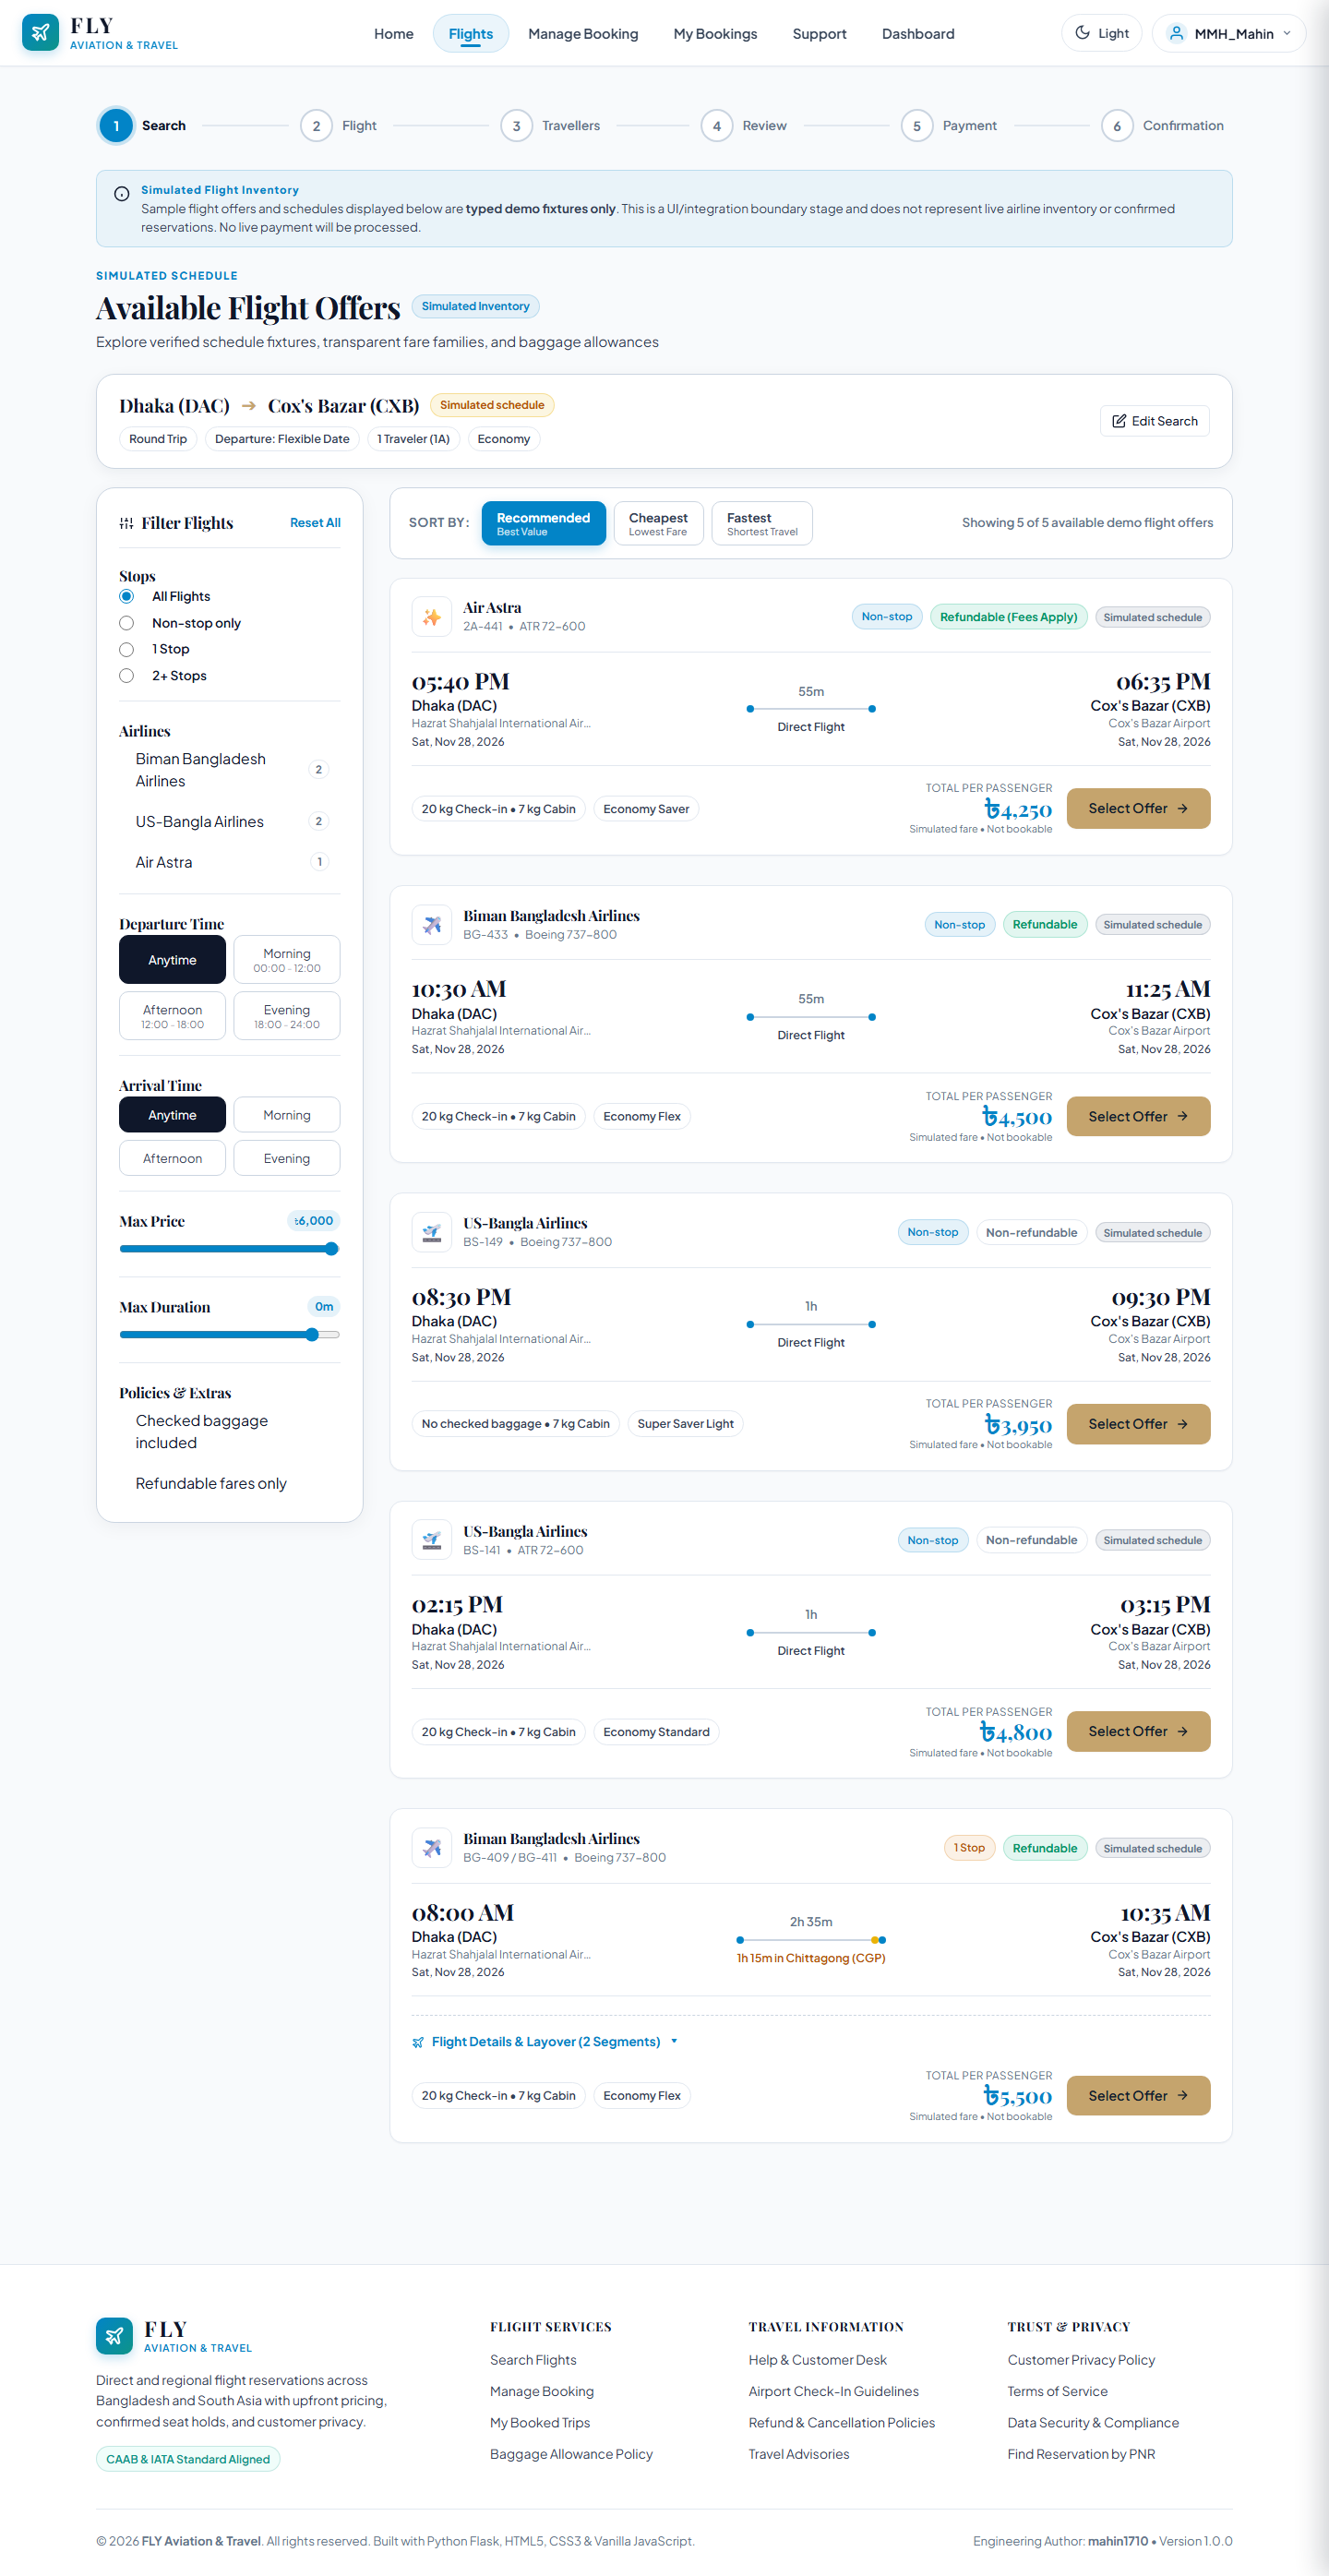 FLY
AVIATION & TRAVEL
Home
Flights
Manage Booking
My Bookings
Support
Dashboard
Light
MMH_Mahin
1 Search
2 Flight
3 Travellers
4 Review
5 Payment
6 Confirmation
Simulated Flight Inventory
Sample flight offers and schedules displayed below are typed demo fixtures only. This is a UI/integration boundary stage and does not represent live airline inventory or confirmed
reservations. No live payment will be processed.
SIMULATED SCHEDULE
Available Flight Offers
Simulated Inventory
Explore verified schedule fixtures, transparent fare families, and baggage allowances
Dhaka (DAC) → Cox's Bazar (CXB)
Simulated schedule
Round Trip
Departure: Flexible Date
1 Traveler (1A)
Economy
Edit Search
Filter Flights
Reset All
Stops
All Flights
Non-stop only
1 Stop
2+ Stops
Airlines
Biman Bangladesh
Airlines
2
US-Bangla Airlines
2
Air Astra
1
Departure Time
Anytime
Morning
00:00 - 12:00
Afternoon
12:00 - 18:00
Evening
18:00 - 24:00
Arrival Time
Anytime
Morning
Afternoon
Evening
Max Price
৳6,000
Max Duration
0m
Policies & Extras
Checked baggage
included
Refundable fares only
SORT BY:
Recommended
Best Value
Cheapest
Lowest Fare
Fastest
Shortest Travel
Showing 5 of 5 available demo flight offers
Air Astra
2A-441 • ATR 72-600
Non-stop
Refundable (Fees Apply)
Simulated schedule
05:40 PM
Dhaka (DAC)
Hazrat Shahjalal International Air...
Sat, Nov 28, 2026
55m
Direct Flight
06:35 PM
Cox's Bazar (CXB)
Cox's Bazar Airport
Sat, Nov 28, 2026
20 kg Check-in • 7 kg Cabin
Economy Saver
TOTAL PER PASSENGER
৳4,250
Simulated fare • Not bookable
Select Offer →
Biman Bangladesh Airlines
BG-433 • Boeing 737-800
Non-stop
Refundable
Simulated schedule
10:30 AM
Dhaka (DAC)
Hazrat Shahjalal International Air...
Sat, Nov 28, 2026
55m
Direct Flight
11:25 AM
Cox's Bazar (CXB)
Cox's Bazar Airport
Sat, Nov 28, 2026
20 kg Check-in • 7 kg Cabin
Economy Flex
TOTAL PER PASSENGER
৳4,500
Simulated fare • Not bookable
Select Offer →
US-Bangla Airlines
BS-149 • Boeing 737-800
Non-stop
Non-refundable
Simulated schedule
08:30 PM
Dhaka (DAC)
Hazrat Shahjalal International Air...
Sat, Nov 28, 2026
1h
Direct Flight
09:30 PM
Cox's Bazar (CXB)
Cox's Bazar Airport
Sat, Nov 28, 2026
No checked baggage • 7 kg Cabin
Super Saver Light
TOTAL PER PASSENGER
৳3,950
Simulated fare • Not bookable
Select Offer →
US-Bangla Airlines
BS-141 • ATR 72-600
Non-stop
Non-refundable
Simulated schedule
02:15 PM
Dhaka (DAC)
Hazrat Shahjalal International Air...
Sat, Nov 28, 2026
1h
Direct Flight
03:15 PM
Cox's Bazar (CXB)
Cox's Bazar Airport
Sat, Nov 28, 2026
20 kg Check-in • 7 kg Cabin
Economy Standard
TOTAL PER PASSENGER
৳4,800
Simulated fare • Not bookable
Select Offer →
Biman Bangladesh Airlines
BG-409 / BG-411 • Boeing 737-800
1 Stop
Refundable
Simulated schedule
08:00 AM
Dhaka (DAC)
Hazrat Shahjalal International Air...
Sat, Nov 28, 2026
2h 35m
1h 15m in Chittagong (CGP)
10:35 AM
Cox's Bazar (CXB)
Cox's Bazar Airport
Sat, Nov 28, 2026
Flight Details & Layover (2 Segments)
20 kg Check-in • 7 kg Cabin
Economy Flex
TOTAL PER PASSENGER
৳5,500
Simulated fare • Not bookable
Select Offer →
FLY
AVIATION & TRAVEL
Direct and regional flight reservations across
Bangladesh and South Asia with upfront pricing,
confirmed seat holds, and customer privacy.
CAAB & IATA Standard Aligned
FLIGHT SERVICES
Search Flights
Manage Booking
My Booked Trips
Baggage Allowance Policy
TRAVEL INFORMATION
Help & Customer Desk
Airport Check-In Guidelines
Refund & Cancellation Policies
Travel Advisories
TRUST & PRIVACY
Customer Privacy Policy
Terms of Service
Data Security & Compliance
Find Reservation by PNR
© 2026 FLY Aviation & Travel. All rights reserved. Built with Python Flask, HTML5, CSS3 & Vanilla JavaScript.
Engineering Author: mahin1710 • Version 1.0.0